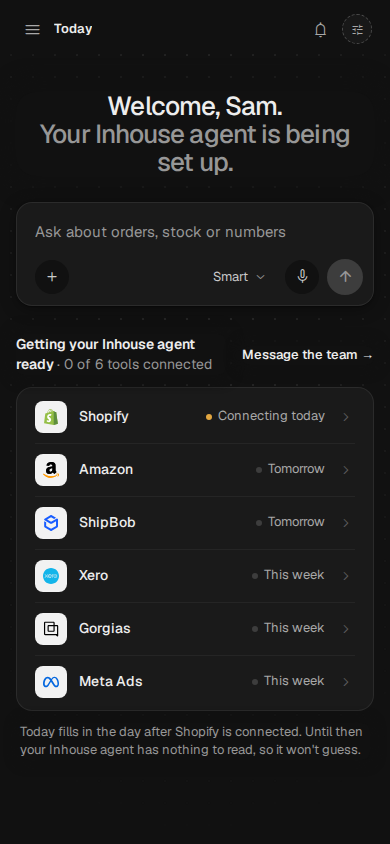 Today
Welcome, Sam.
Your Inhouse agent is being
set up.
Ask about orders, stock or numbers
Smart
Getting your Inhouse agent
ready · 0 of 6 tools connected
Message the team →
Shopify
Connecting today
Amazon
Tomorrow
ShipBob
Tomorrow
xero
Xero
This week
Gorgias
This week
Meta Ads
This week
Today fills in the day after Shopify is connected. Until then
your Inhouse agent has nothing to read, so it won't guess.